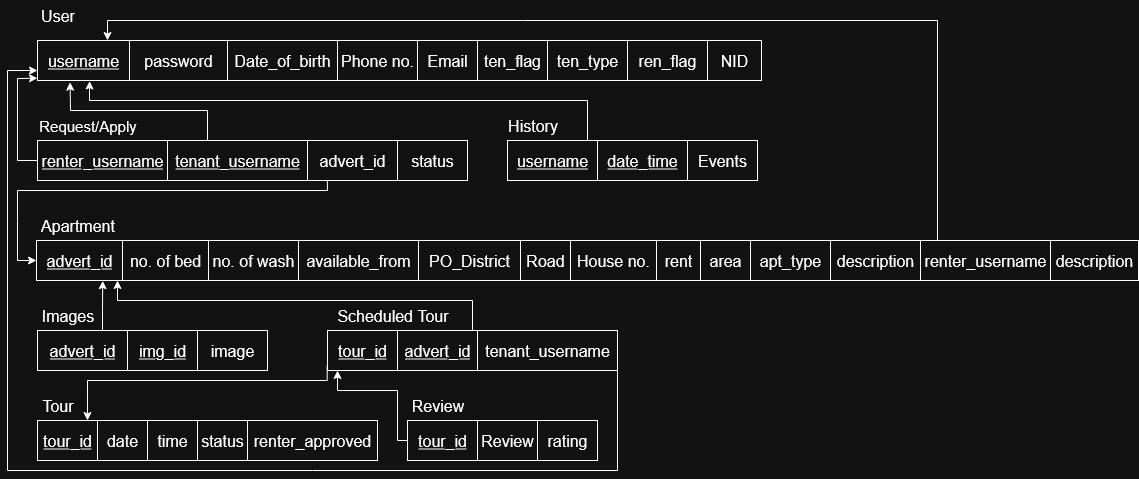 User
username password Date_of_birth Phone no. Email ten_flag ten_type ren_flag NID
Request/Apply
renter_username tenant_username advert_id status
History
username date_time Events
Apartment
advert_id no. of bed no. of wash available_from PO_District Road House no. rent area apt_type description renter_username description
Images
advert_id img_id image
Scheduled Tour
tour_id advert_id tenant_username
Tour
tour_id date time status renter_approved
Review
tour_id Review rating